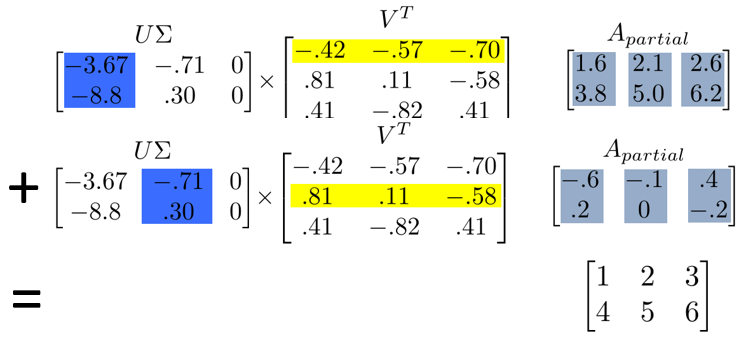 UΣ V^T A_partial
[−3.67 −.71 0] × [−.42 −.57 −.70] [1.6 2.1 2.6]
[−8.8 .30 0] [.81 .11 −.58] [3.8 5.0 6.2]
[.41 −.82 .41]
UΣ V^T A_partial
+ [−3.67 −.71 0] × [−.42 −.57 −.70] [−.6 −.1 .4]
[−8.8 .30 0] [.81 .11 −.58] [.2 0 −.2]
[.41 −.82 .41]
= [1 2 3]
[4 5 6]